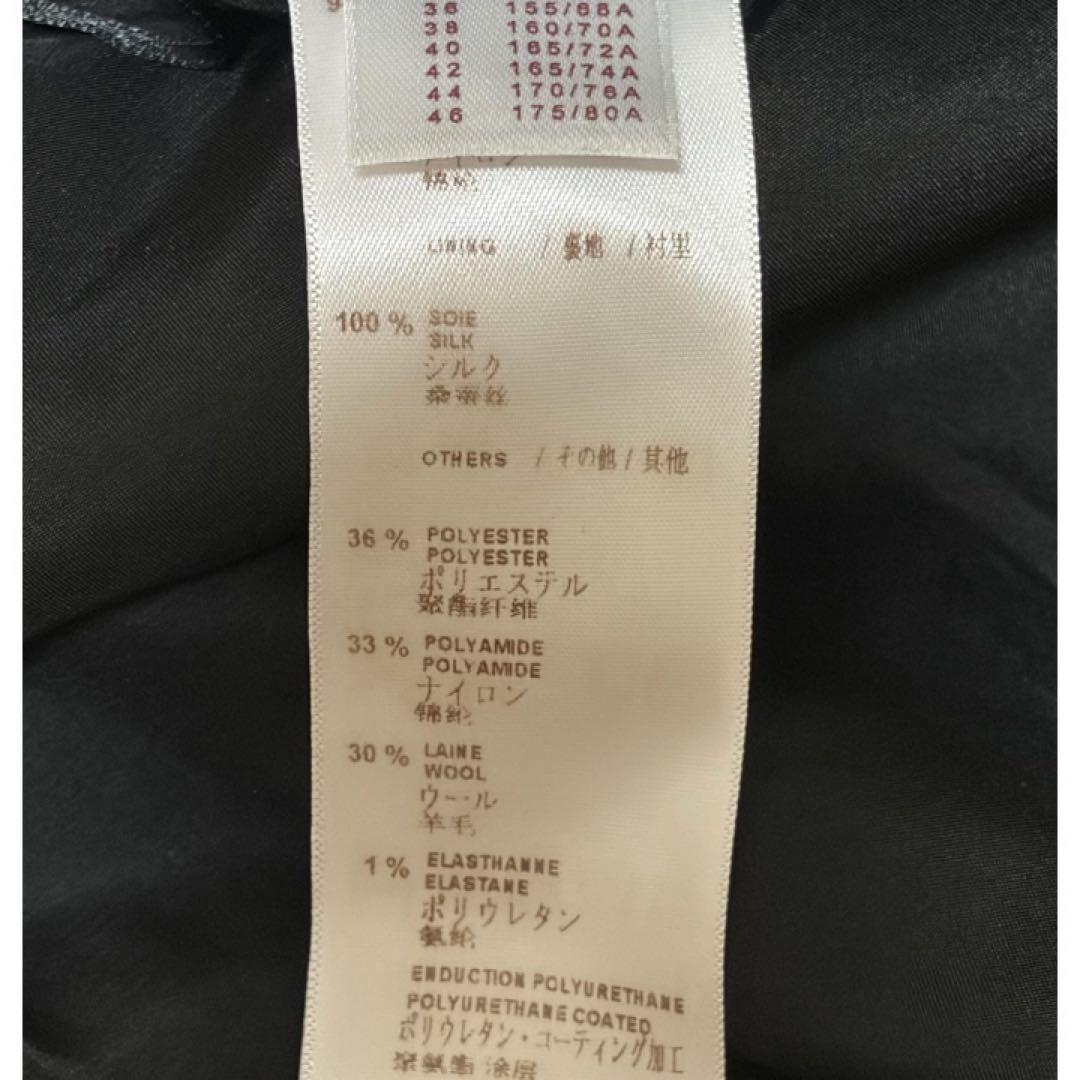 36 155/68A
38 160/70A
40 165/72A
42 165/74A
44 170/76A
46 175/80A
锦纶
LINING / 裏地 / 衬里
100 % SOIE
SILK
シルク
桑蚕丝
OTHERS / その他 / 其他
36 % POLYESTER
POLYESTER
ポリエステル
聚酯纤维
33 % POLYAMIDE
POLYAMIDE
ナイロン
锦纶
30 % LAINE
WOOL
ウール
羊毛
1 % ELASTHANNE
ELASTANE
ポリウレタン
氨纶
ENDUCTION POLYURETHANE
POLYURETHANE COATED
ポリウレタン・コーティング加工
聚氨酯 涂层